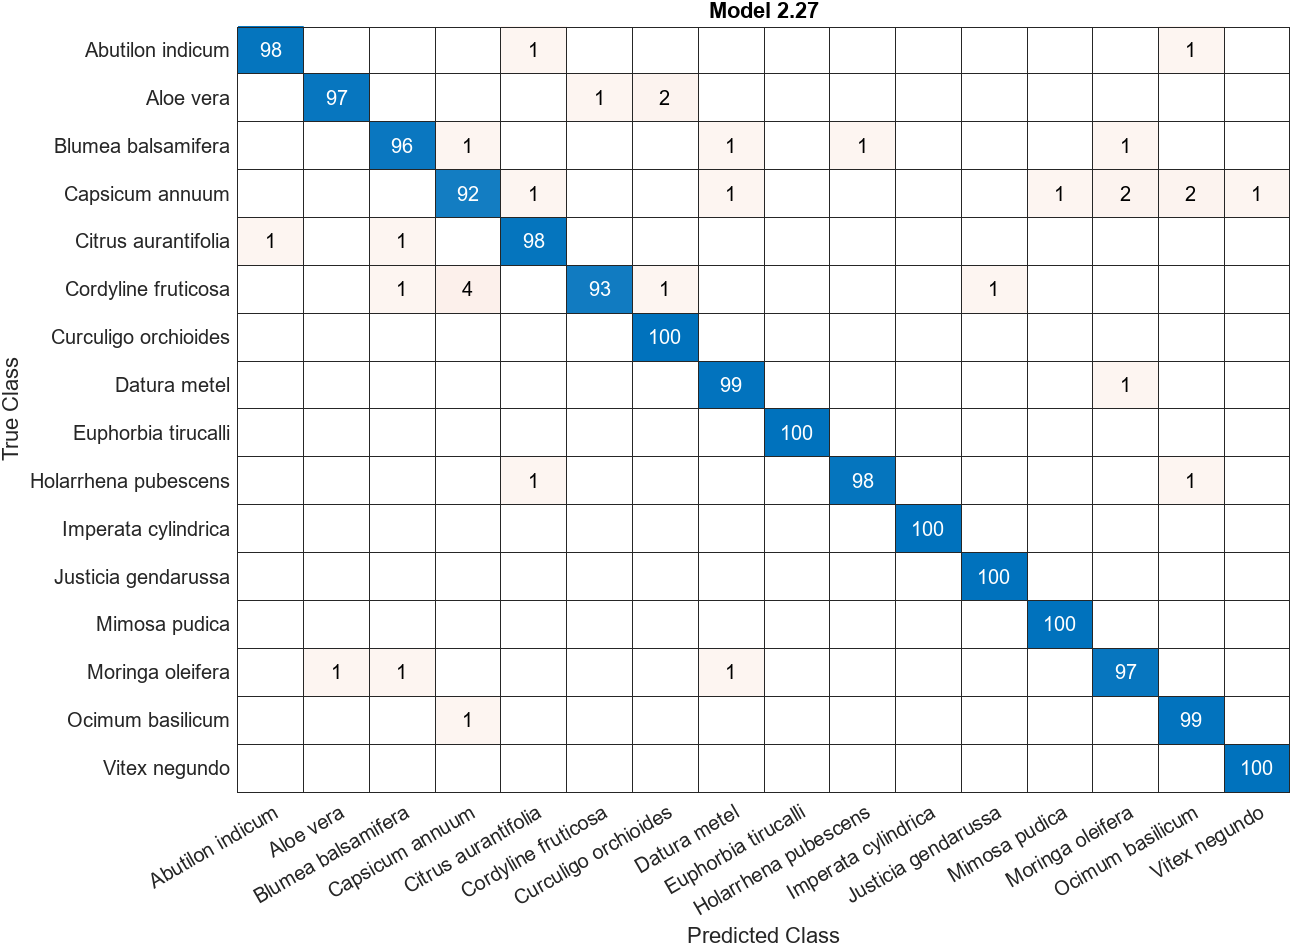 Model 2.27
True Class
Abutilon indicum 98 1 1
Aloe vera 97 1 2
Blumea balsamifera 96 1 1 1 1
Capsicum annuum 92 1 1 1 2 2 1
Citrus aurantifolia 1 1 98
Cordyline fruticosa 1 4 93 1 1
Curculigo orchioides 100
Datura metel 99 1
Euphorbia tirucalli 100
Holarrhena pubescens 1 98 1
Imperata cylindrica 100
Justicia gendarussa 100
Mimosa pudica 100
Moringa oleifera 1 1 1 97
Ocimum basilicum 1 99
Vitex negundo 100
Abutilon indicum
Aloe vera
Blumea balsamifera
Capsicum annuum
Citrus aurantifolia
Cordyline fruticosa
Curculigo orchioides
Datura metel
Euphorbia tirucalli
Holarrhena pubescens
Imperata cylindrica
Justicia gendarussa
Mimosa pudica
Moringa oleifera
Ocimum basilicum
Vitex negundo
Predicted Class